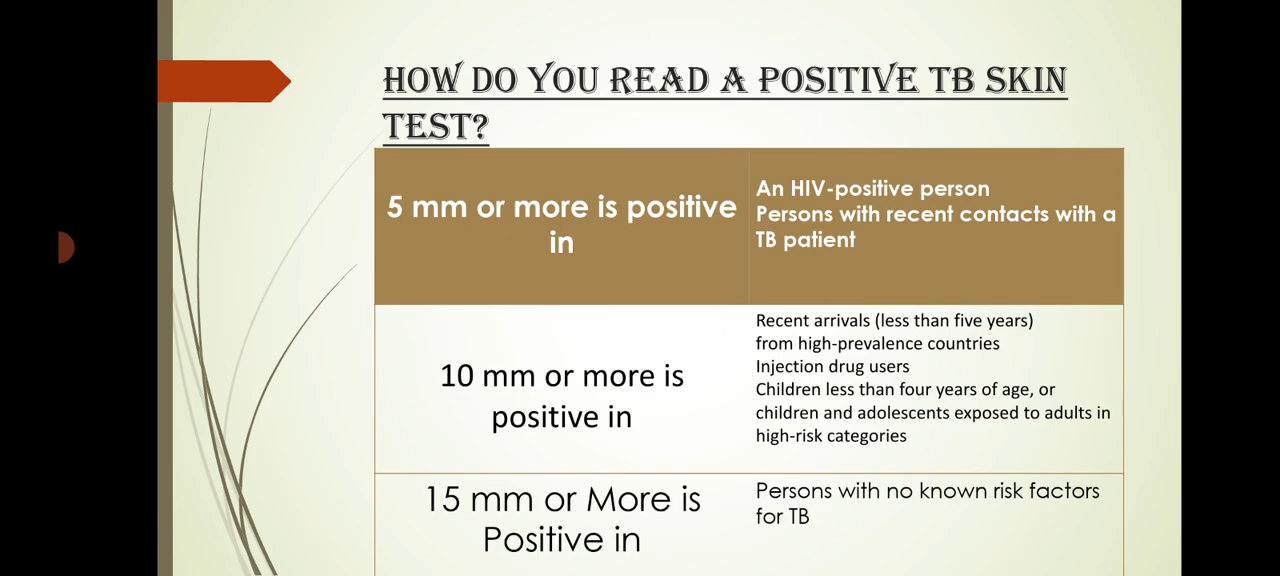 HOW DO YOU READ A POSITIVE TB SKIN
TEST?
5 mm or more is positive
in
An HIV-positive person
Persons with recent contacts with a
TB patient
10 mm or more is
positive in
Recent arrivals (less than five years)
from high-prevalence countries
Injection drug users
Children less than four years of age, or
children and adolescents exposed to adults in
high-risk categories
15 mm or More is
Positive in
Persons with no known risk factors
for TB